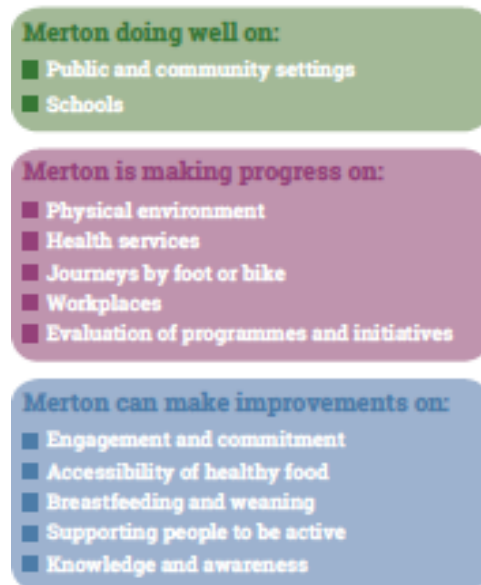 Merton doing well on:
Public and community settings
Schools
Merton is making progress on:
Physical environment
Health services
Journeys by foot or bike
Workplaces
Evaluation of programmes and initiatives
Merton can make improvements on:
Engagement and commitment
Accessibility of healthy food
Breastfeeding and weaning
Supporting people to be active
Knowledge and awareness